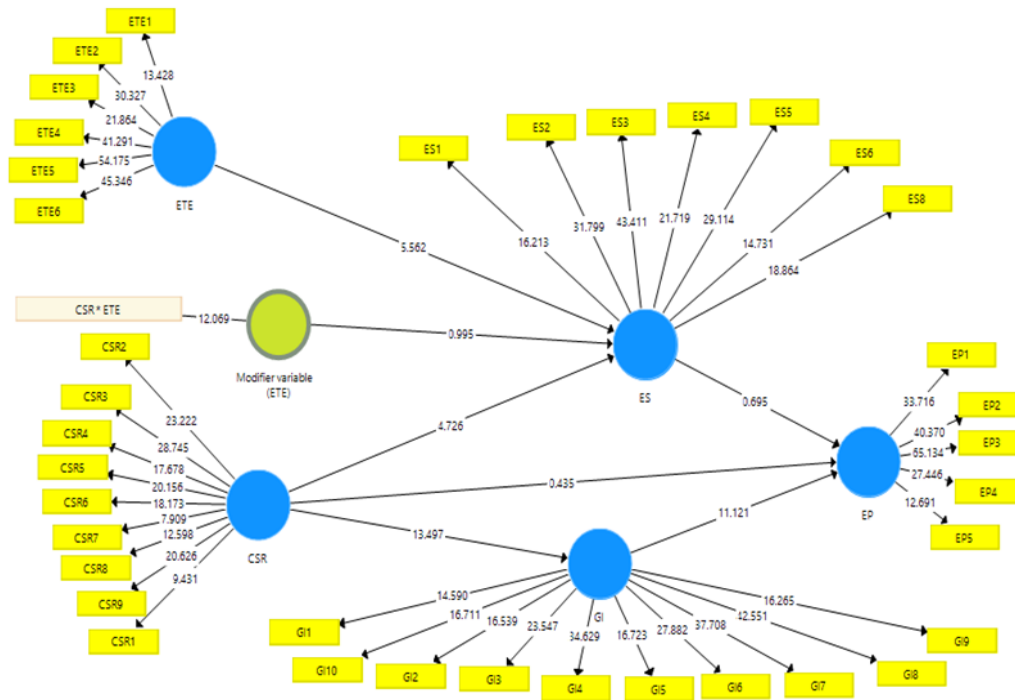 ETE1
ETE2
ETE3
ETE4
ETE5
ETE6
13.428
30.327
21.864
41.291
54.175
45.346
ETE
5.562
ES1
ES2
ES3
ES4
ES5
ES6
ES8
16.213
31.799
43.411
21.719
29.114
14.731
18.864
CSR * ETE
12.069
Modifier variable
(ETE)
0.995
ES
CSR2
CSR3
CSR4
CSR5
CSR6
CSR7
CSR8
CSR9
CSR1
23.222
28.745
17.678
20.156
18.173
7.909
12.598
20.626
9.431
CSR
4.726
0.435
13.497
0.695
11.121
EP1
EP2
EP3
EP4
EP5
33.716
40.370
65.134
27.446
12.691
EP
GI
14.590
16.711
16.539
23.547
34.629
16.723
27.882
37.708
42.551
16.265
GI1
GI10
GI2
GI3
GI4
GI5
GI6
GI7
GI8
GI9